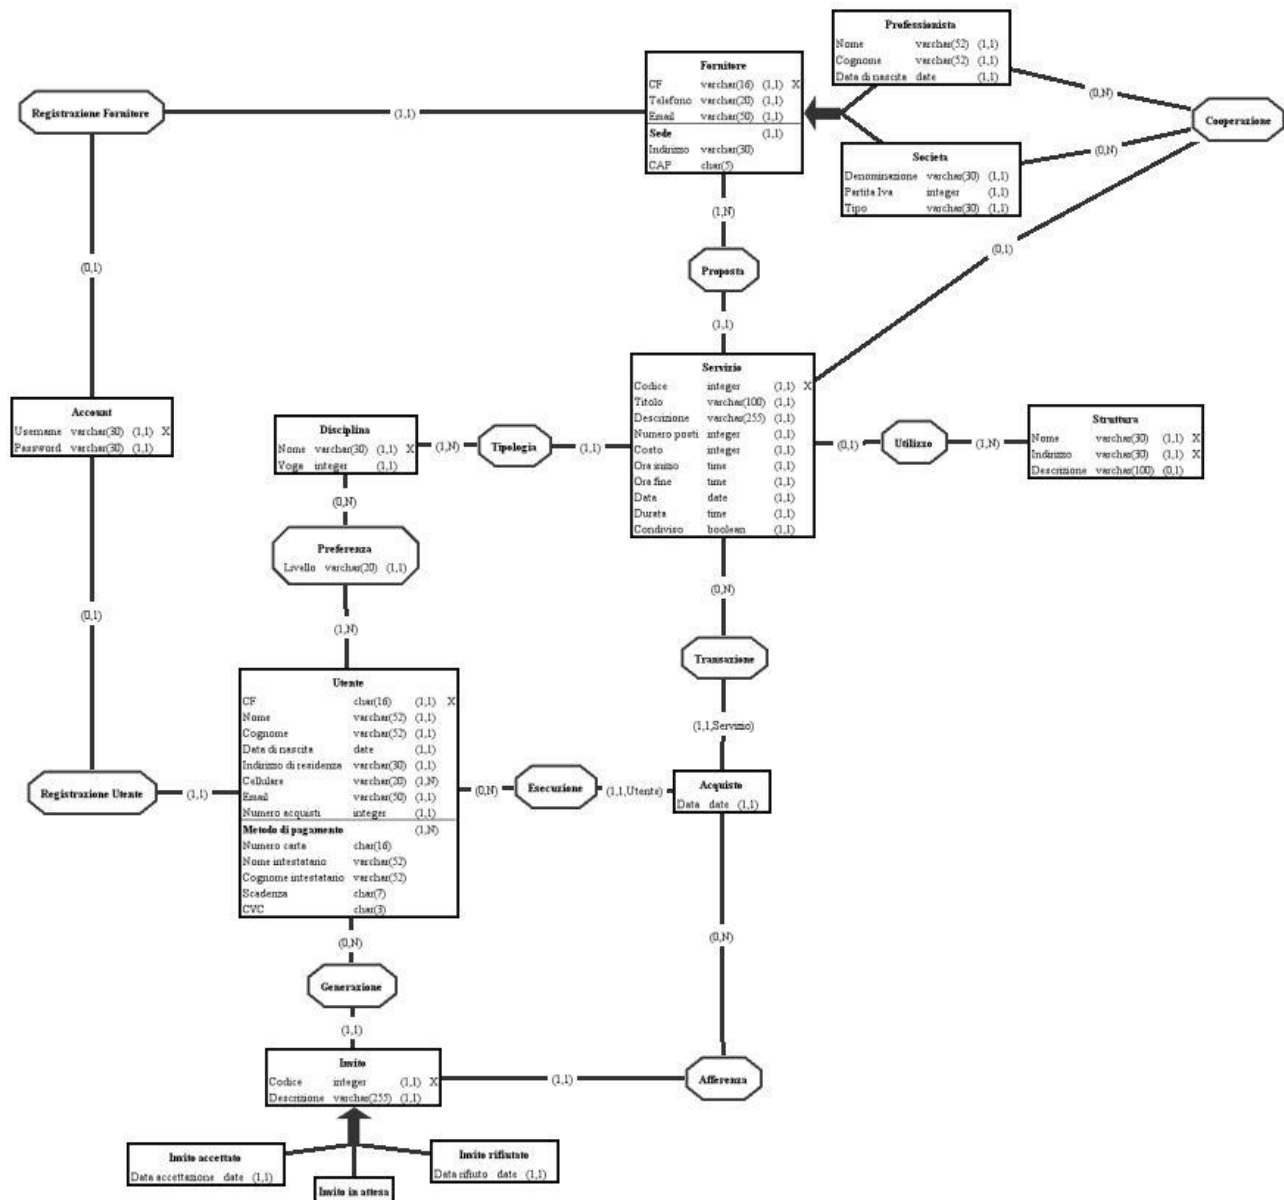 Professionista
Nome varchar(52) (1,1)
Cognome varchar(52) (1,1)
Data di nascita date (1,1)
Fornitore
CF varchar(16) (1,1) X
Telefono varchar(20) (1,1)
Email varchar(50) (1,1)
Sede (1,1)
Indirizzo varchar(30)
CAP char(5)
Registrazione Fornitore
(1,1)
(0,N)
Cooperazione
Societa
Denominazione varchar(30) (1,1)
Partita Iva integer (1,1)
Tipo varchar(30) (1,1)
(0,N)
(1,N)
(0,1)
(0,1)
Proposta
(1,1)
Servizio
Codice integer (1,1) X
Titolo varchar(100) (1,1)
Descrizione varchar(255) (1,1)
Numero posti integer (1,1)
Costo integer (1,1)
Ora inizio time (1,1)
Ora fine time (1,1)
Data date (1,1)
Durata time (1,1)
Condiviso boolean (1,1)
Account
Username varchar(30) (1,1) X
Password varchar(30) (1,1)
Disciplina
Nome varchar(30) (1,1) X
Yoga integer (1,1)
(1,N)
Tipologia
(1,1)
(0,1)
Utilizzo
(1,N)
Struttura
Nome varchar(30) (1,1) X
Indirizzo varchar(30) (1,1) X
Descrizione varchar(100) (0,1)
(0,N)
Preferenza
Livello varchar(20) (1,1)
(0,N)
(0,1)
(1,N)
Transazione
Utente
CF char(16) (1,1) X
Nome varchar(52) (1,1)
Cognome varchar(52) (1,1)
Data di nascita date (1,1)
Indirizzo di residenza varchar(30) (1,1)
Cellulare varchar(20) (1,N)
Email varchar(50) (1,1)
Numero acquisti integer (1,1)
Metodo di pagamento (1,N)
Numero carta char(16)
Nome intestatario varchar(52)
Cognome intestatario varchar(52)
Scadenza char(7)
CVC char(3)
(1,1,Servizio)
Registrazione Utente
(1,1)
(0,N)
Esecuzione
(1,1,Utente)
Acquisto
Data date (1,1)
(0,N)
(0,N)
Generazione
(1,1)
Invito
Codice integer (1,1) X
Descrizione varchar(255) (1,1)
(1,1)
Afferenza
Invito accettato
Data accettazione date (1,1)
Invito rifiutato
Data rifiuto date (1,1)
Invito in attesa